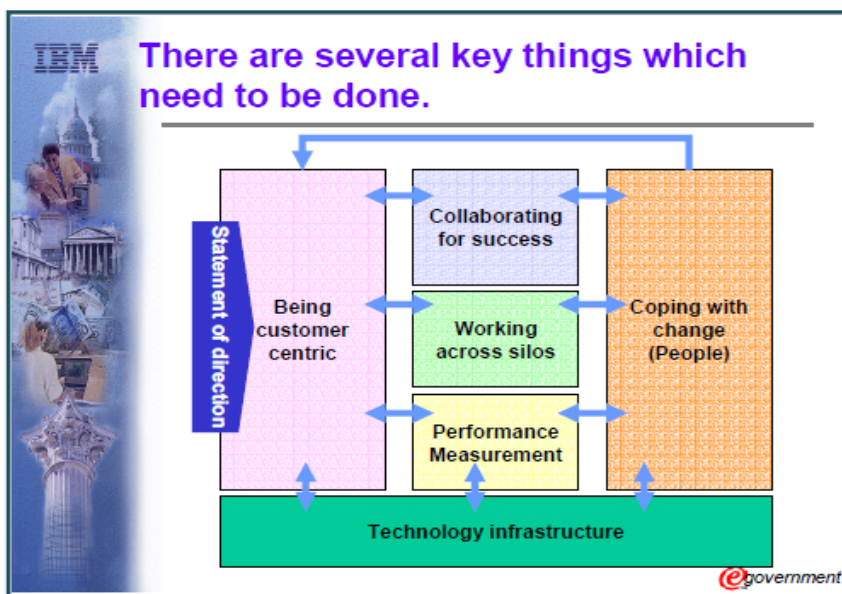 IBM
There are several key things which
need to be done.
Statement of direction
Being
customer
centric
Collaborating
for success
Working
across silos
Performance
Measurement
Coping with
change
(People)
Technology infrastructure
egovernment